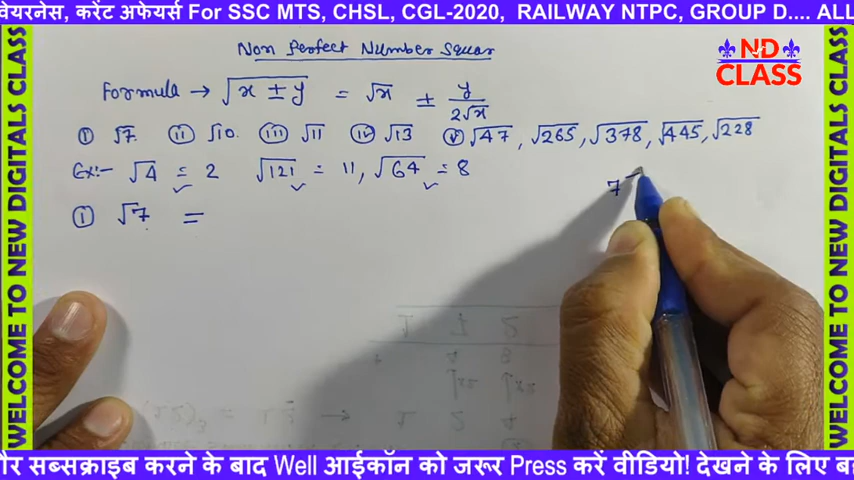 वेयरनेस, करेंट अफेयर्स For SSC MTS, CHSL, CGL-2020, RAILWAY NTPC, GROUP D.... ALL
WELCOME TO NEW DIGITALS CLASS
Non Perfect Number Squar
ND
CLASS
Formula → √x ± y = √x ± y/2√x
(i) √7 (ii) √10. (iii) √11 (iv) √13 (v) √47, √265, √378, √445, √228
Ex:- √4 = 2 √121 = 11, √64 = 8
7
(i) √7 =
WELCOME TO NEW DIGITALS CLASS
और सब्सक्राइब करने के बाद Well आईकॉन को जरूर Press करें वीडियो! देखने के लिए